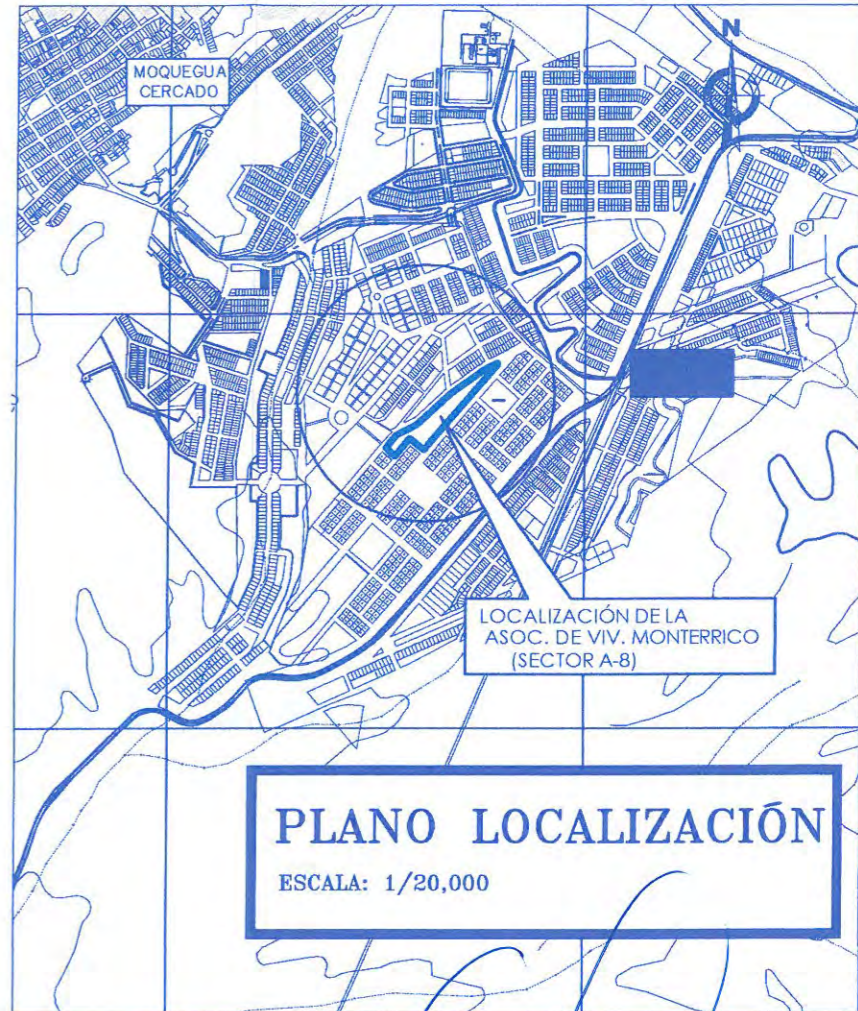 MOQUEGUA
CERCADO
N
LOCALIZACIÓN DE LA
ASOC. DE VIV. MONTERRICO
(SECTOR A-8)
PLANO LOCALIZACIÓN
ESCALA: 1/20,000